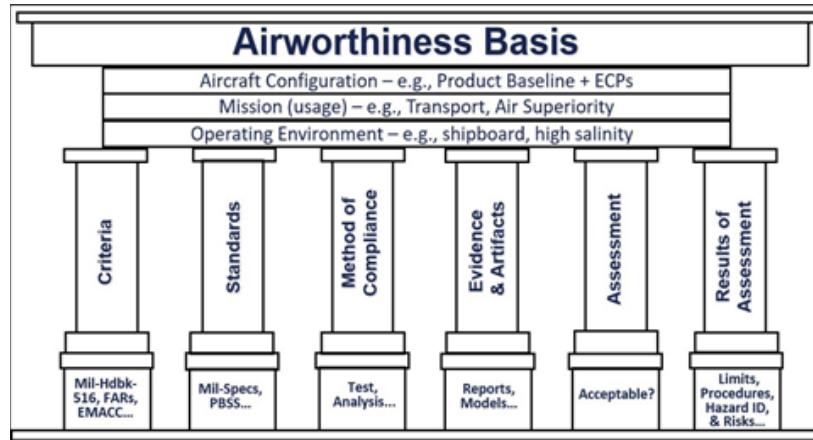 Airworthiness Basis
Aircraft Configuration – e.g., Product Baseline + ECPs
Mission (usage) – e.g., Transport, Air Superiority
Operating Environment – e.g., shipboard, high salinity
Criteria
Standards
Method of
Compliance
Evidence
& Artifacts
Assessment
Results of
Assessment
Mil-Hdbk-
516, FARs,
EMACC...
Mil-Specs,
PBSS...
Test,
Analysis...
Reports,
Models...
Acceptable?
Limits,
Procedures,
Hazard ID,
& Risks...